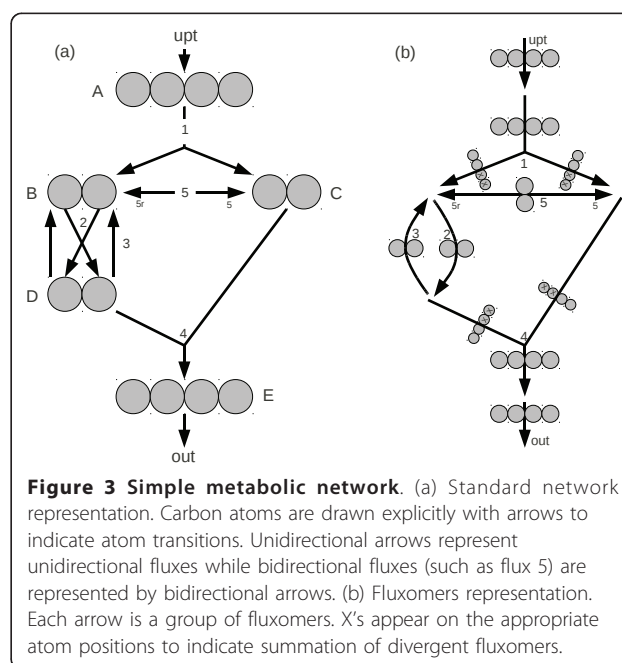 (a)
upt
A
1
B
5
5r
5
C
2
3
D
4
E
out
(b)
upt
1
5r
5
5
3
2
4
out
Figure 3 Simple metabolic network. (a) Standard network
representation. Carbon atoms are drawn explicitly with arrows to
indicate atom transitions. Unidirectional arrows represent
unidirectional fluxes while bidirectional fluxes (such as flux 5) are
represented by bidirectional arrows. (b) Fluxomers representation.
Each arrow is a group of fluxomers. X's appear on the appropriate
atom positions to indicate summation of divergent fluxomers.